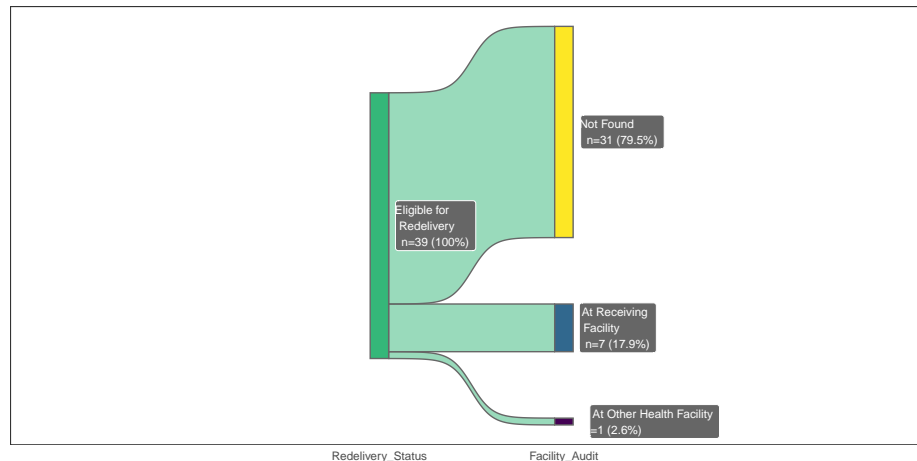 Not Found
n=31 (79.5%)
Eligible for
Redelivery
n=39 (100%)
At Receiving
Facility
n=7 (17.9%)
At Other Health Facility
=1 (2.6%)
Redelivery_Status
Facility_Audit